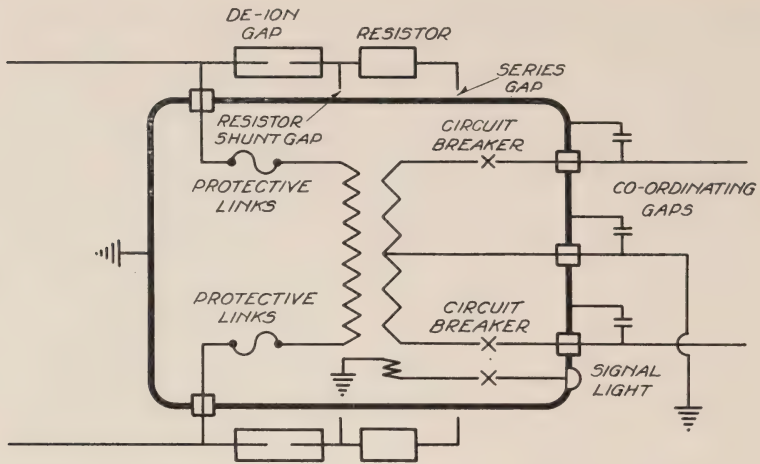 DE-ION
GAP
RESISTOR
SERIES
GAP
RESISTOR
SHUNT GAP
CIRCUIT
BREAKER
PROTECTIVE
LINKS
CO-ORDINATING
GAPS
PROTECTIVE
LINKS
CIRCUIT
BREAKER
SIGNAL
LIGHT